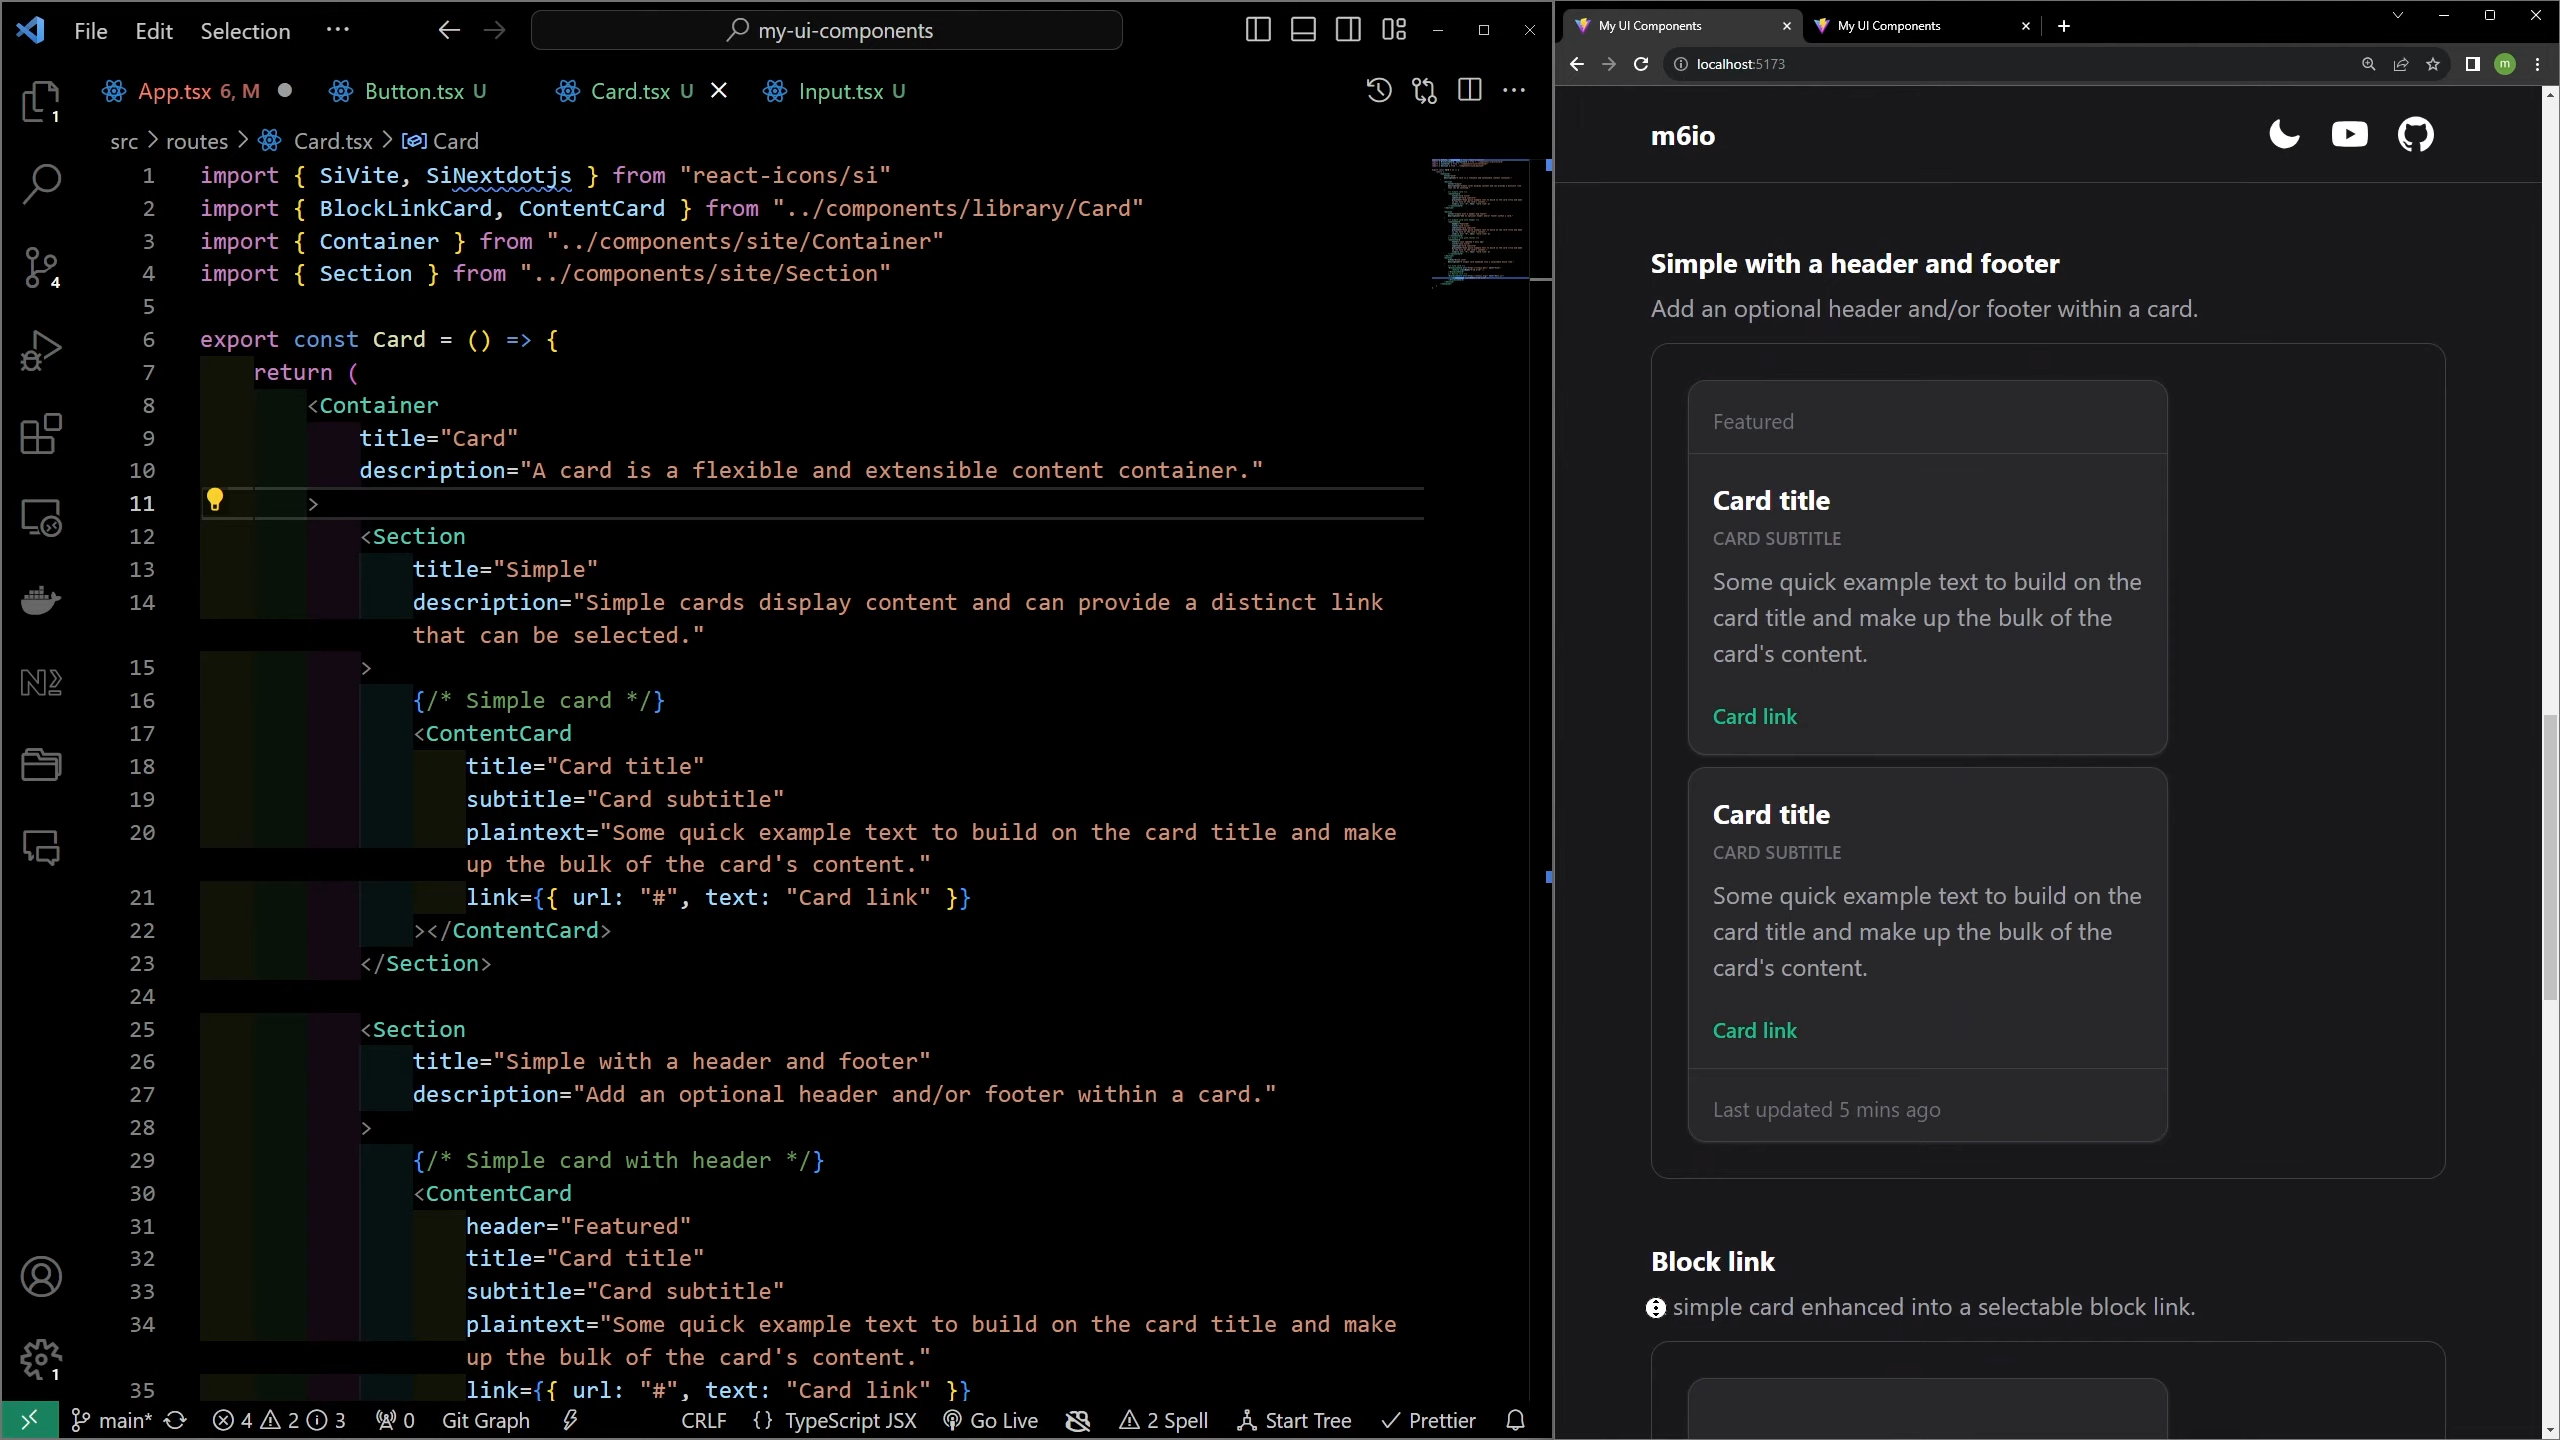 File Edit Selection ··· my-ui-components
App.tsx 6, M Button.tsx U Card.tsx U Input.tsx U
src > routes > Card.tsx > Card
1 import { SiVite, SiNextdotjs } from "react-icons/si"
2 import { BlockLinkCard, ContentCard } from "../components/library/Card"
3 import { Container } from "../components/site/Container"
4 import { Section } from "../components/site/Section"
5
6 export const Card = () => {
7 return (
8 <Container
9 title="Card"
10 description="A card is a flexible and extensible content container."
11 >
12 <Section
13 title="Simple"
14 description="Simple cards display content and can provide a distinct link
that can be selected."
15 >
16 {/* Simple card */}
17 <ContentCard
18 title="Card title"
19 subtitle="Card subtitle"
20 plaintext="Some quick example text to build on the card title and make
up the bulk of the card's content."
21 link={{ url: "#", text: "Card link" }}
22 ></ContentCard>
23 </Section>
24
25 <Section
26 title="Simple with a header and footer"
27 description="Add an optional header and/or footer within a card."
28 >
29 {/* Simple card with header */}
30 <ContentCard
31 header="Featured"
32 title="Card title"
33 subtitle="Card subtitle"
34 plaintext="Some quick example text to build on the card title and make
up the bulk of the card's content."
35 link={{ url: "#", text: "Card link" }}
1
4
1
main* 4 2 3 0 Git Graph CRLF {} TypeScript JSX Go Live 2 Spell Start Tree Prettier
My UI Components My UI Components
localhost:5173 m
m6io
Simple with a header and footer
Add an optional header and/or footer within a card.
Featured
Card title
CARD SUBTITLE
Some quick example text to build on the
card title and make up the bulk of the
card's content.
Card link
Card title
CARD SUBTITLE
Some quick example text to build on the
card title and make up the bulk of the
card's content.
Card link
Last updated 5 mins ago
Block link
simple card enhanced into a selectable block link.